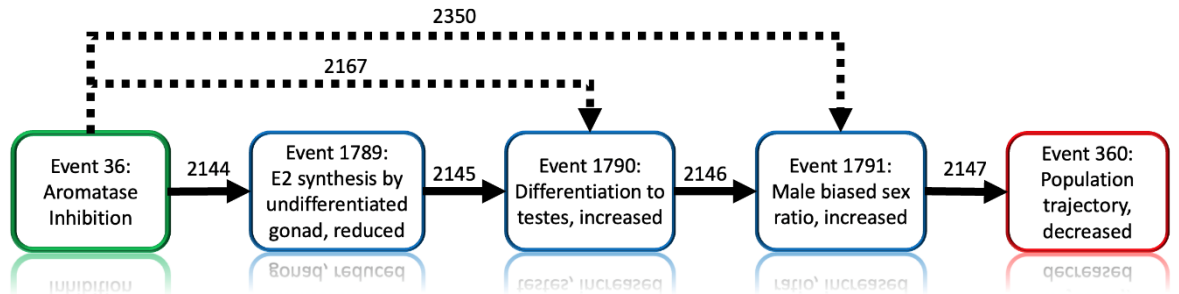 2350
2167
Event 36:
Aromatase
Inhibition
2144
Event 1789:
E2 synthesis by
undifferentiated
gonad, reduced
2145
Event 1790:
Differentiation to
testes, increased
2146
Event 1791:
Male biased sex
ratio, increased
2147
Event 360:
Population
trajectory,
decreased